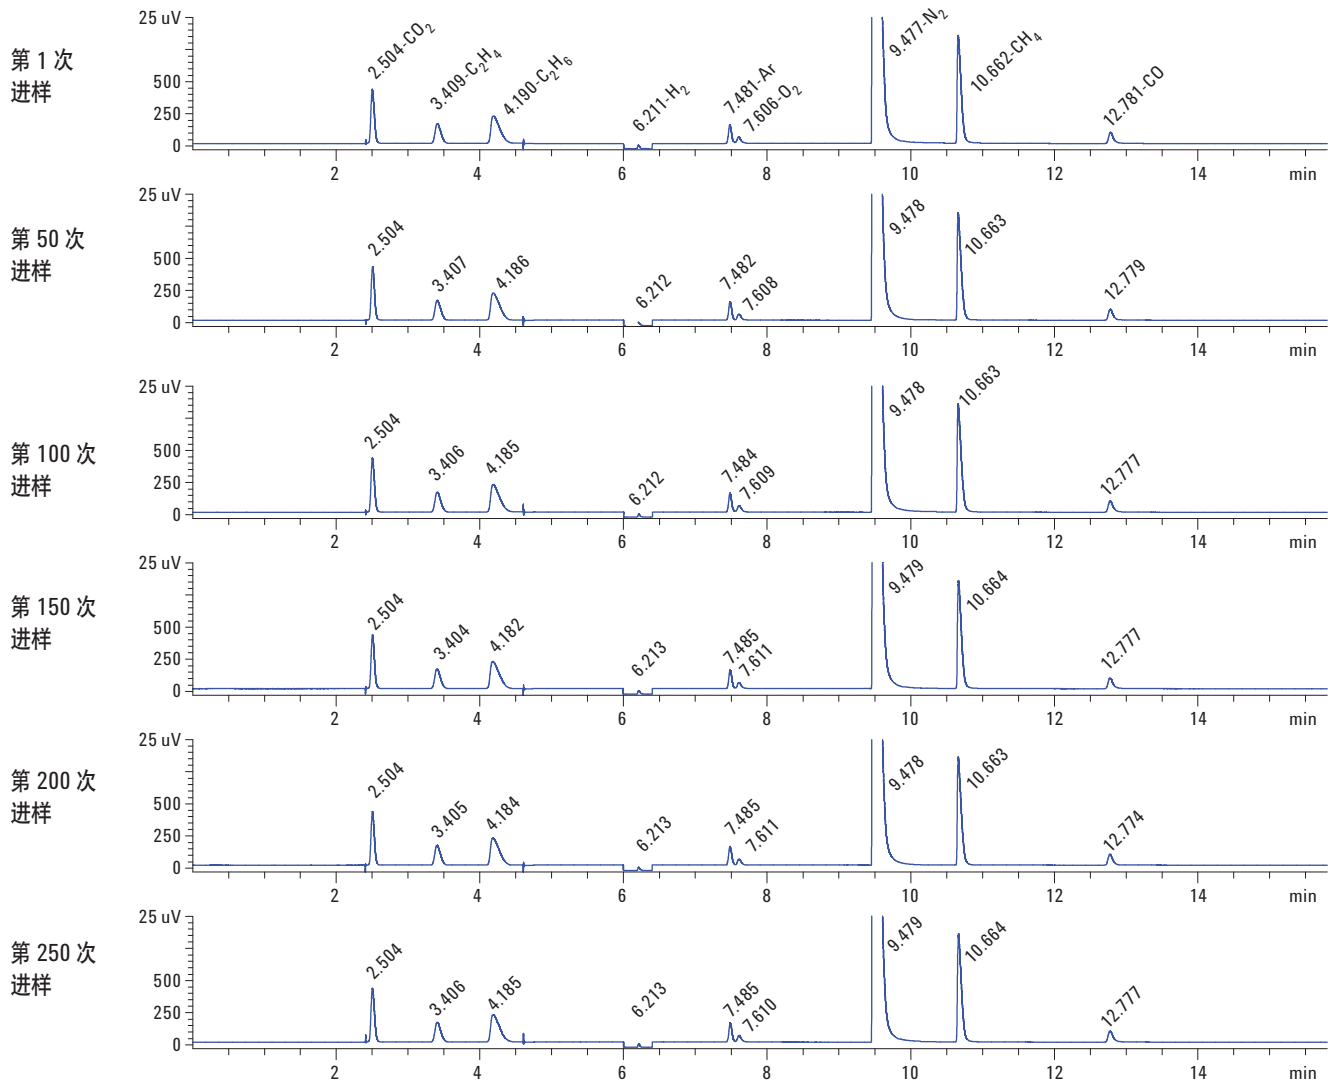 第 1 次
进样
25 uV
500
250
0
2.504-CO₂
3.409-C₂H₄
4.190-C₂H₆
6.211-H₂
7.481-Ar
7.606-O₂
9.477-N₂
10.662-CH₄
12.781-CO
2 4 6 8 10 12 14 min
第 50 次
进样
25 uV
500
250
0
2.504
3.407
4.186
6.212
7.482
7.608
9.478
10.663
12.779
2 4 6 8 10 12 14 min
第 100 次
进样
25 uV
500
250
0
2.504
3.406
4.185
6.212
7.484
7.609
9.478
10.663
12.777
2 4 6 8 10 12 14 min
第 150 次
进样
25 uV
500
250
0
2.504
3.404
4.182
6.213
7.485
7.611
9.479
10.664
12.777
2 4 6 8 10 12 14 min
第 200 次
进样
25 uV
500
250
0
2.504
3.405
4.184
6.213
7.485
7.611
9.478
10.663
12.774
2 4 6 8 10 12 14 min
第 250 次
进样
25 uV
500
250
0
2.504
3.406
4.185
6.213
7.485
7.610
9.479
10.664
12.777
2 4 6 8 10 12 14 min